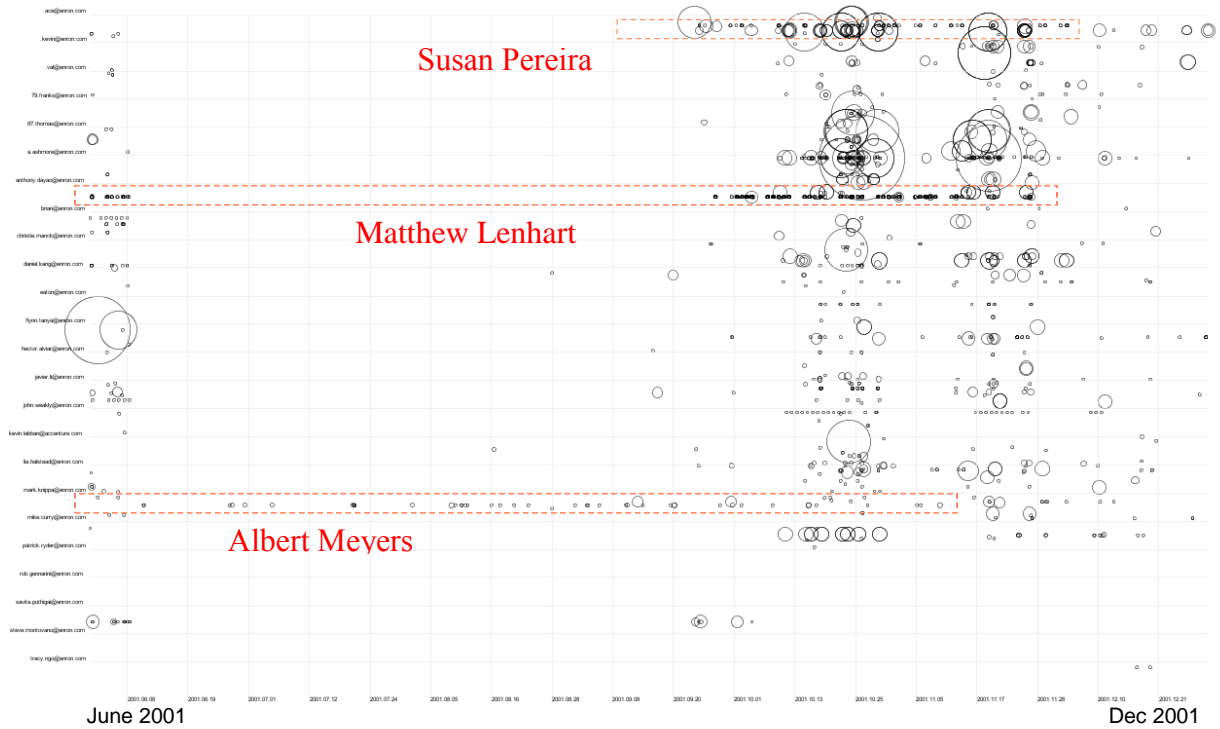 ace@enron.com
kevin@enron.com
Susan Pereira
.val@enron.com
79.franks@enron.com
87.thomas@enron.com
a.ashmore@enron.com
anthony.dayao@enron.com
brian@enron.com
Matthew Lenhart
christie.marick@enron.com
daniel.kang@enron.com
eaton@enron.com
flynn.tanya@enron.com
hector.alviar@enron.com
javier.li@enron.com
john.weakly@enron.com
kevin.labban@accenture.com
lia.halstead@enron.com
mark.knippa@enron.com
mike.curry@enron.com
Albert Meyers
patrick.ryder@enron.com
rob.gennarini@enron.com
savita.puthigai@enron.com
steve.montovano@enron.com
tracy.ngo@enron.com
2001.06.08 2001.06.19 2001.07.01 2001.07.12 2001.07.24 2001.08.05 2001.08.16 2001.08.28 2001.09.08 2001.09.20 2001.10.01 2001.10.13 2001.10.25 2001.11.05 2001.11.17 2001.11.28 2001.12.10 2001.12.21
June 2001 Dec 2001